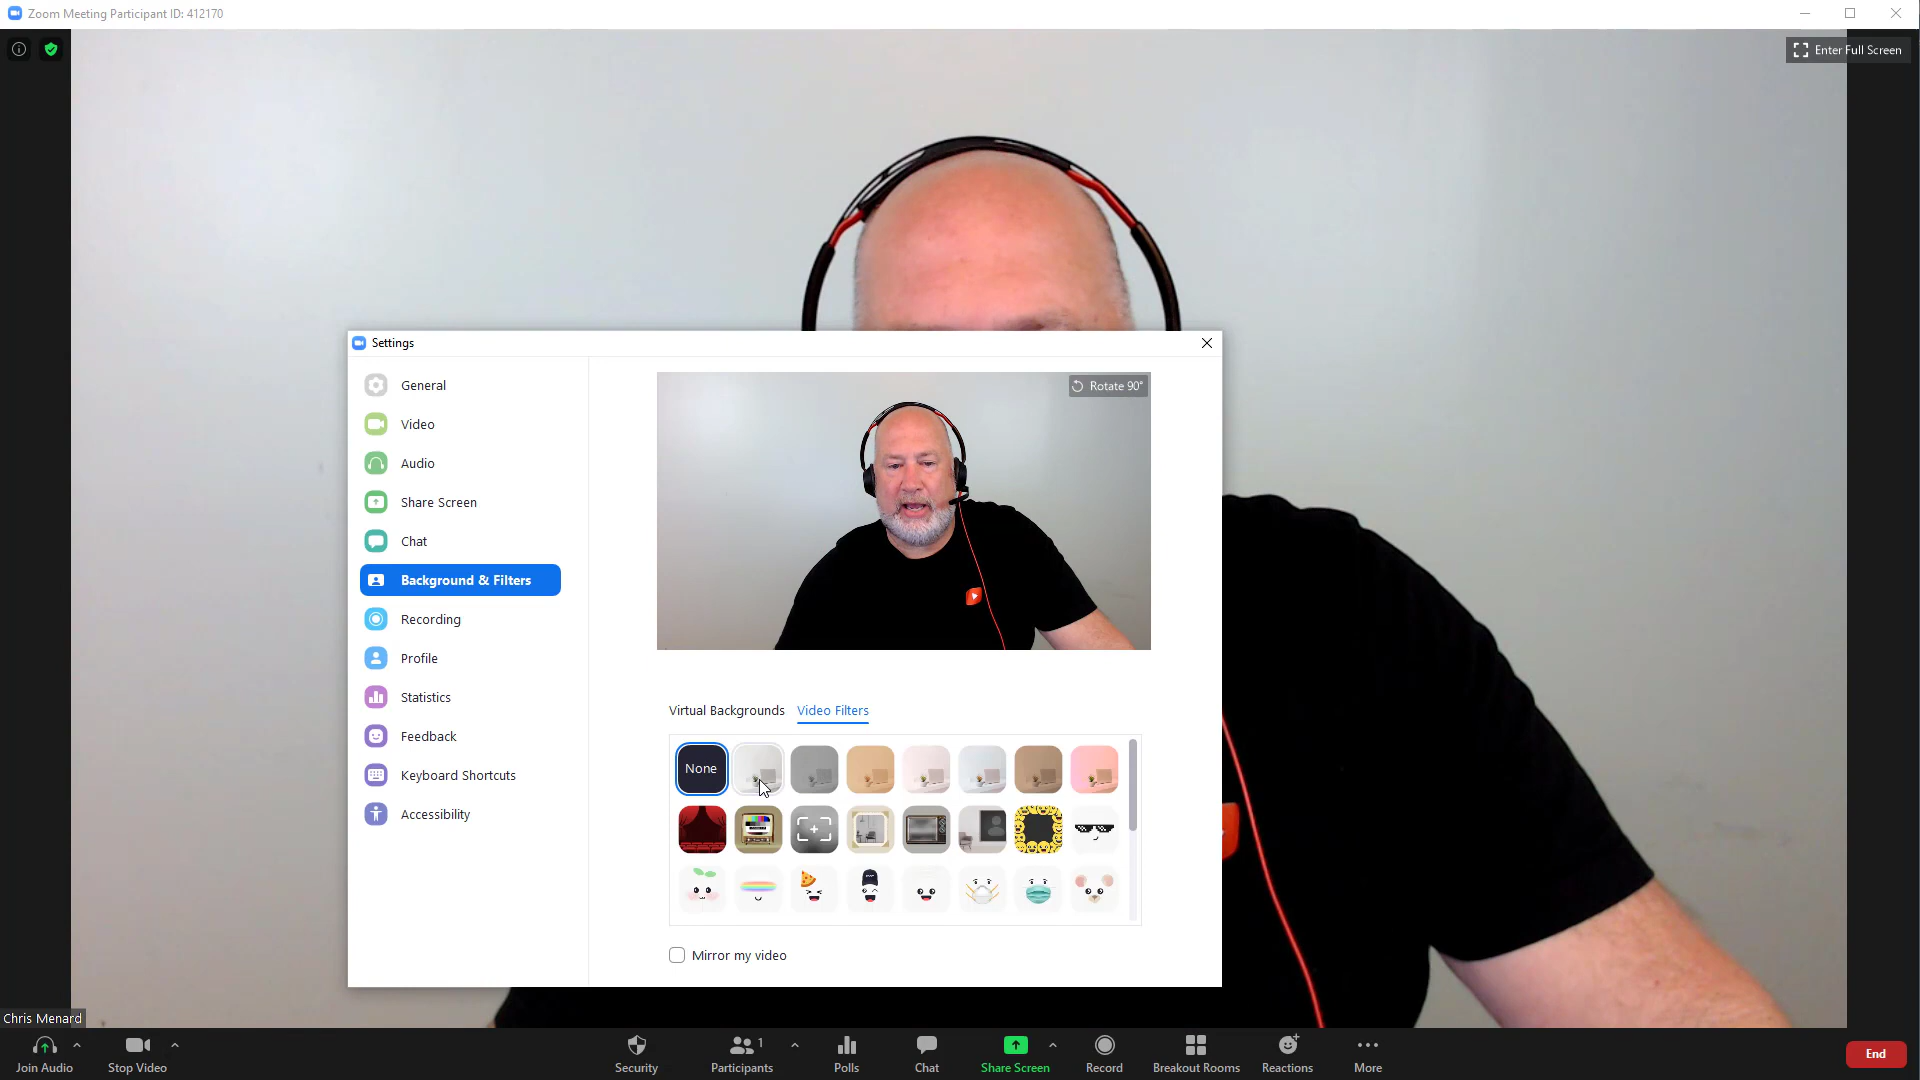 Zoom Meeting Participant ID: 412170
Enter Full Screen
Settings
General
Video
Audio
Share Screen
Chat
Background & Filters
Recording
Profile
Statistics
Feedback
Keyboard Shortcuts
Accessibility
Rotate 90°
Virtual Backgrounds
Video Filters
None
Mirror my video
Chris Menard
Join Audio
Stop Video
Security
1
Participants
Polls
Chat
Share Screen
Record
Breakout Rooms
Reactions
More
End